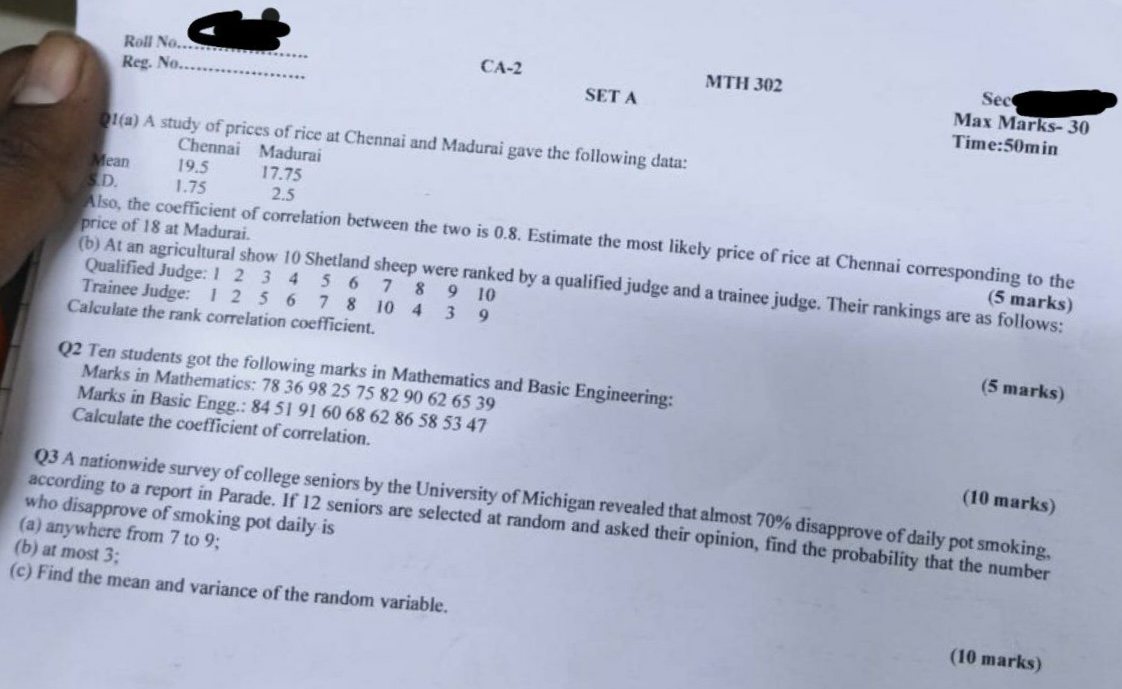 Roll No...............................
Reg. No...........................
CA-2
MTH 302
SET A
Sec
Max Marks- 30
Time:50min
Q1(a) A study of prices of rice at Chennai and Madurai gave the following data:
Chennai Madurai
Mean 19.5 17.75
S.D. 1.75 2.5
Also, the coefficient of correlation between the two is 0.8. Estimate the most likely price of rice at Chennai corresponding to the
price of 18 at Madurai.
(5 marks)
(b) At an agricultural show 10 Shetland sheep were ranked by a qualified judge and a trainee judge. Their rankings are as follows:
Qualified Judge: 1 2 3 4 5 6 7 8 9 10
Trainee Judge: 1 2 5 6 7 8 10 4 3 9
Calculate the rank correlation coefficient.
(5 marks)
Q2 Ten students got the following marks in Mathematics and Basic Engineering:
Marks in Mathematics: 78 36 98 25 75 82 90 62 65 39
Marks in Basic Engg.: 84 51 91 60 68 62 86 58 53 47
Calculate the coefficient of correlation.
(10 marks)
Q3 A nationwide survey of college seniors by the University of Michigan revealed that almost 70% disapprove of daily pot smoking,
according to a report in Parade. If 12 seniors are selected at random and asked their opinion, find the probability that the number
who disapprove of smoking pot daily is
(a) anywhere from 7 to 9;
(b) at most 3;
(c) Find the mean and variance of the random variable.
(10 marks)